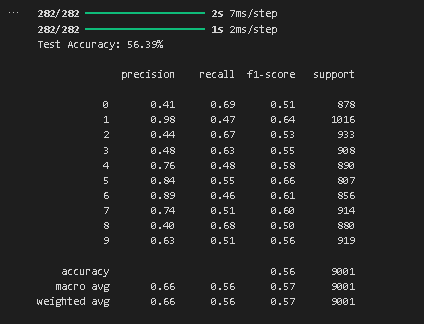 ...
282/282 ━━━━━━━━━━━━━━━━━━━━ 2s 7ms/step
282/282 ━━━━━━━━━━━━━━━━━━━━ 1s 2ms/step
Test Accuracy: 56.39%
precision recall f1-score support
0 0.41 0.69 0.51 878
1 0.98 0.47 0.64 1016
2 0.44 0.67 0.53 933
3 0.48 0.63 0.55 908
4 0.76 0.48 0.58 890
5 0.84 0.55 0.66 807
6 0.89 0.46 0.61 856
7 0.74 0.51 0.60 914
8 0.40 0.68 0.50 880
9 0.63 0.51 0.56 919
accuracy 0.56 9001
macro avg 0.66 0.56 0.57 9001
weighted avg 0.66 0.56 0.57 9001